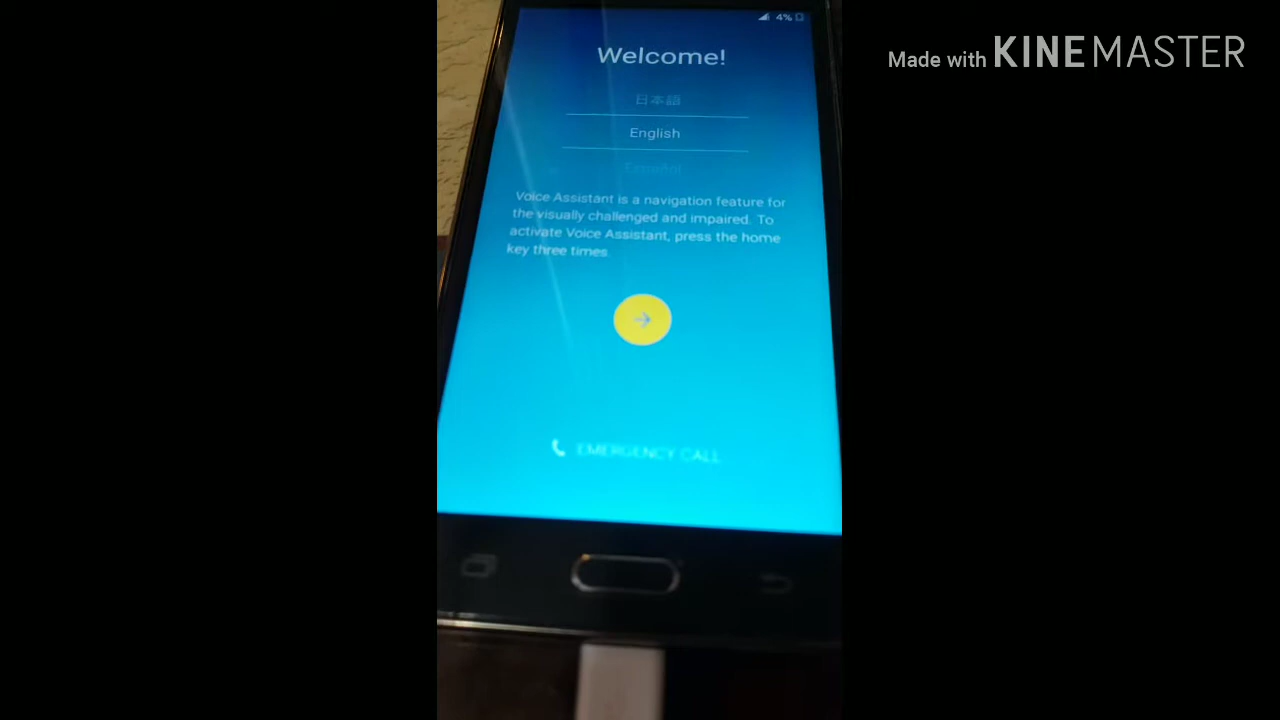 4%
Made with KINEMASTER
Welcome!
日本語
English
Español
Voice Assistant is a navigation feature for
the visually challenged and impaired. To
activate Voice Assistant, press the home
key three times.
EMERGENCY CALL